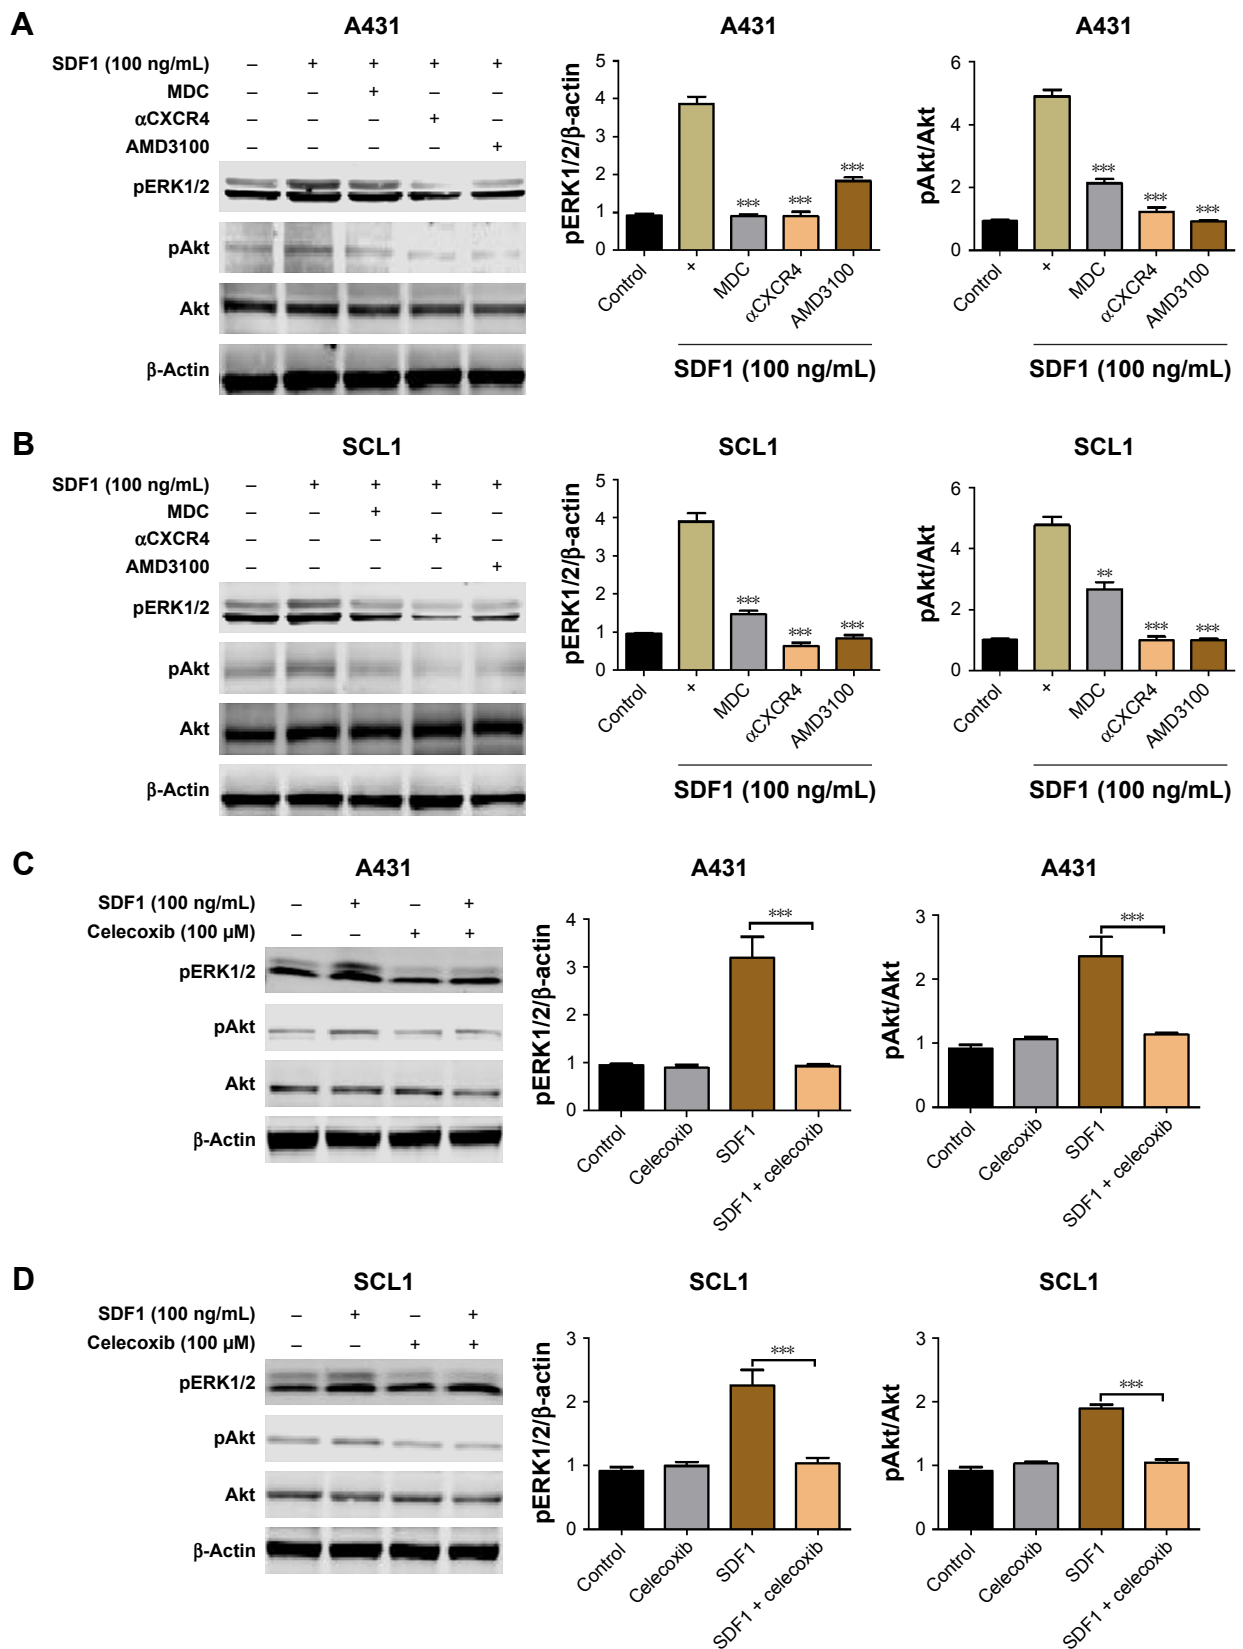 A
A431
SDF1 (100 ng/mL) – + + + +
MDC – – + – –
αCXCR4 – – – + –
AMD3100 – – – – +
pERK1/2
pAkt
Akt
β-Actin
A431
pERK1/2/β-actin
5
4
3
2
1
0
*** *** ***
Control + MDC αCXCR4 AMD3100
SDF1 (100 ng/mL)
A431
pAkt/Akt
6
4
2
0
*** *** ***
Control + MDC αCXCR4 AMD3100
SDF1 (100 ng/mL)
B
SCL1
SDF1 (100 ng/mL) – + + + +
MDC – – + – –
αCXCR4 – – – + –
AMD3100 – – – – +
pERK1/2
pAkt
Akt
β-Actin
SCL1
pERK1/2/β-actin
5
4
3
2
1
0
*** *** ***
Control + MDC αCXCR4 AMD3100
SDF1 (100 ng/mL)
SCL1
pAkt/Akt
6
4
2
0
** *** ***
Control + MDC αCXCR4 AMD3100
SDF1 (100 ng/mL)
C
A431
SDF1 (100 ng/mL) – + – +
Celecoxib (100 µM) – – + +
pERK1/2
pAkt
Akt
β-Actin
A431
pERK1/2/β-actin
4
3
2
1
0
***
Control Celecoxib SDF1 SDF1 + celecoxib
A431
pAkt/Akt
3
2
1
0
***
Control Celecoxib SDF1 SDF1 + celecoxib
D
SCL1
SDF1 (100 ng/mL) – + – +
Celecoxib (100 µM) – – + +
pERK1/2
pAkt
Akt
β-Actin
SCL1
pERK1/2/β-actin
3
2
1
0
***
Control Celecoxib SDF1 SDF1 + celecoxib
SCL1
pAkt/Akt
3
2
1
0
***
Control Celecoxib SDF1 SDF1 + celecoxib